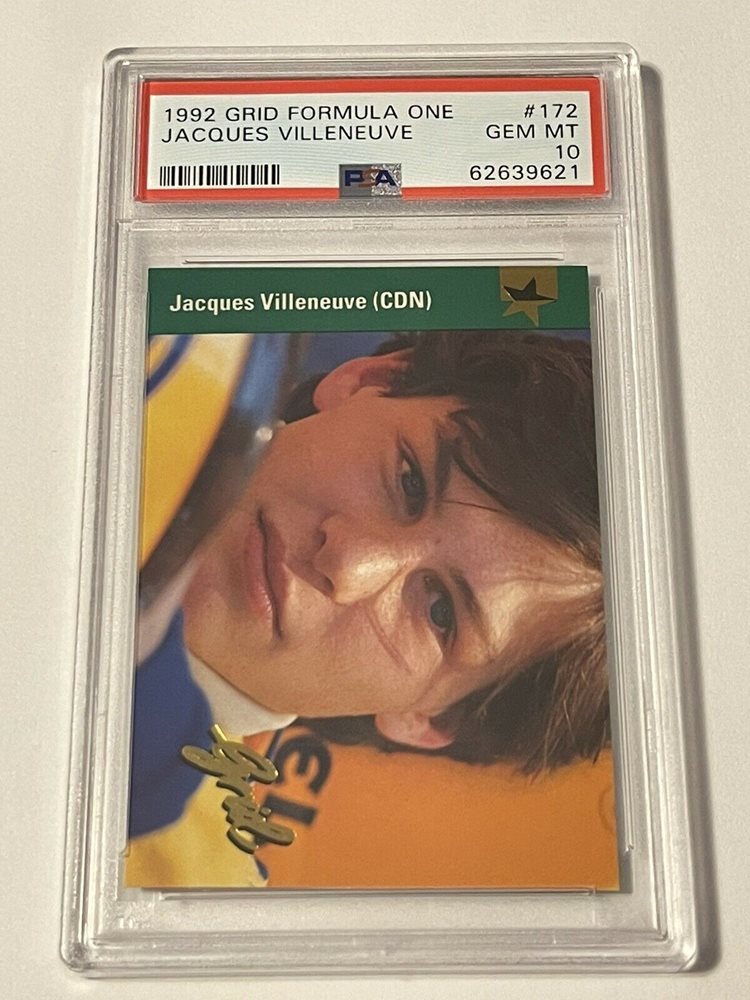 1992 GRID FORMULA ONE #172
JACQUES VILLENEUVE GEM MT
10
PSA 62639621
Jacques Villeneuve (CDN)
Grid